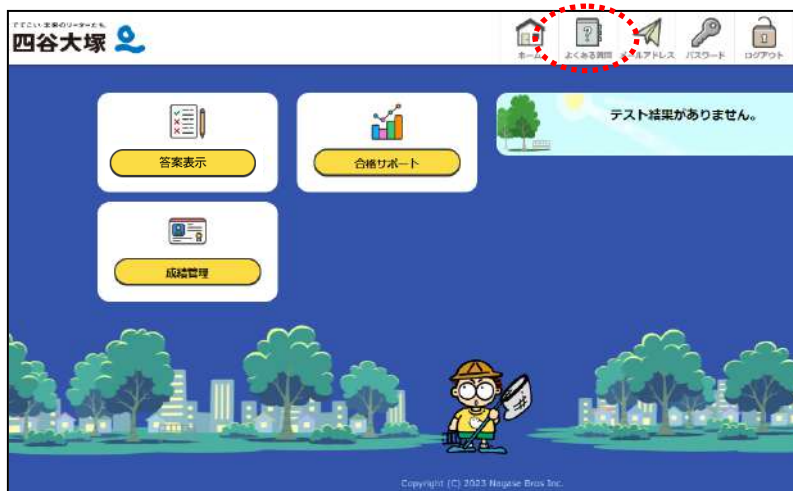 でてこい、未来のリーダーたち。
四谷大塚
ホーム
よくある質問
メールアドレス
パスワード
ログアウト
答案表示
合格サポート
テスト結果がありません。
成績管理
Copyright (C) 2023 Nagase Bros Inc.